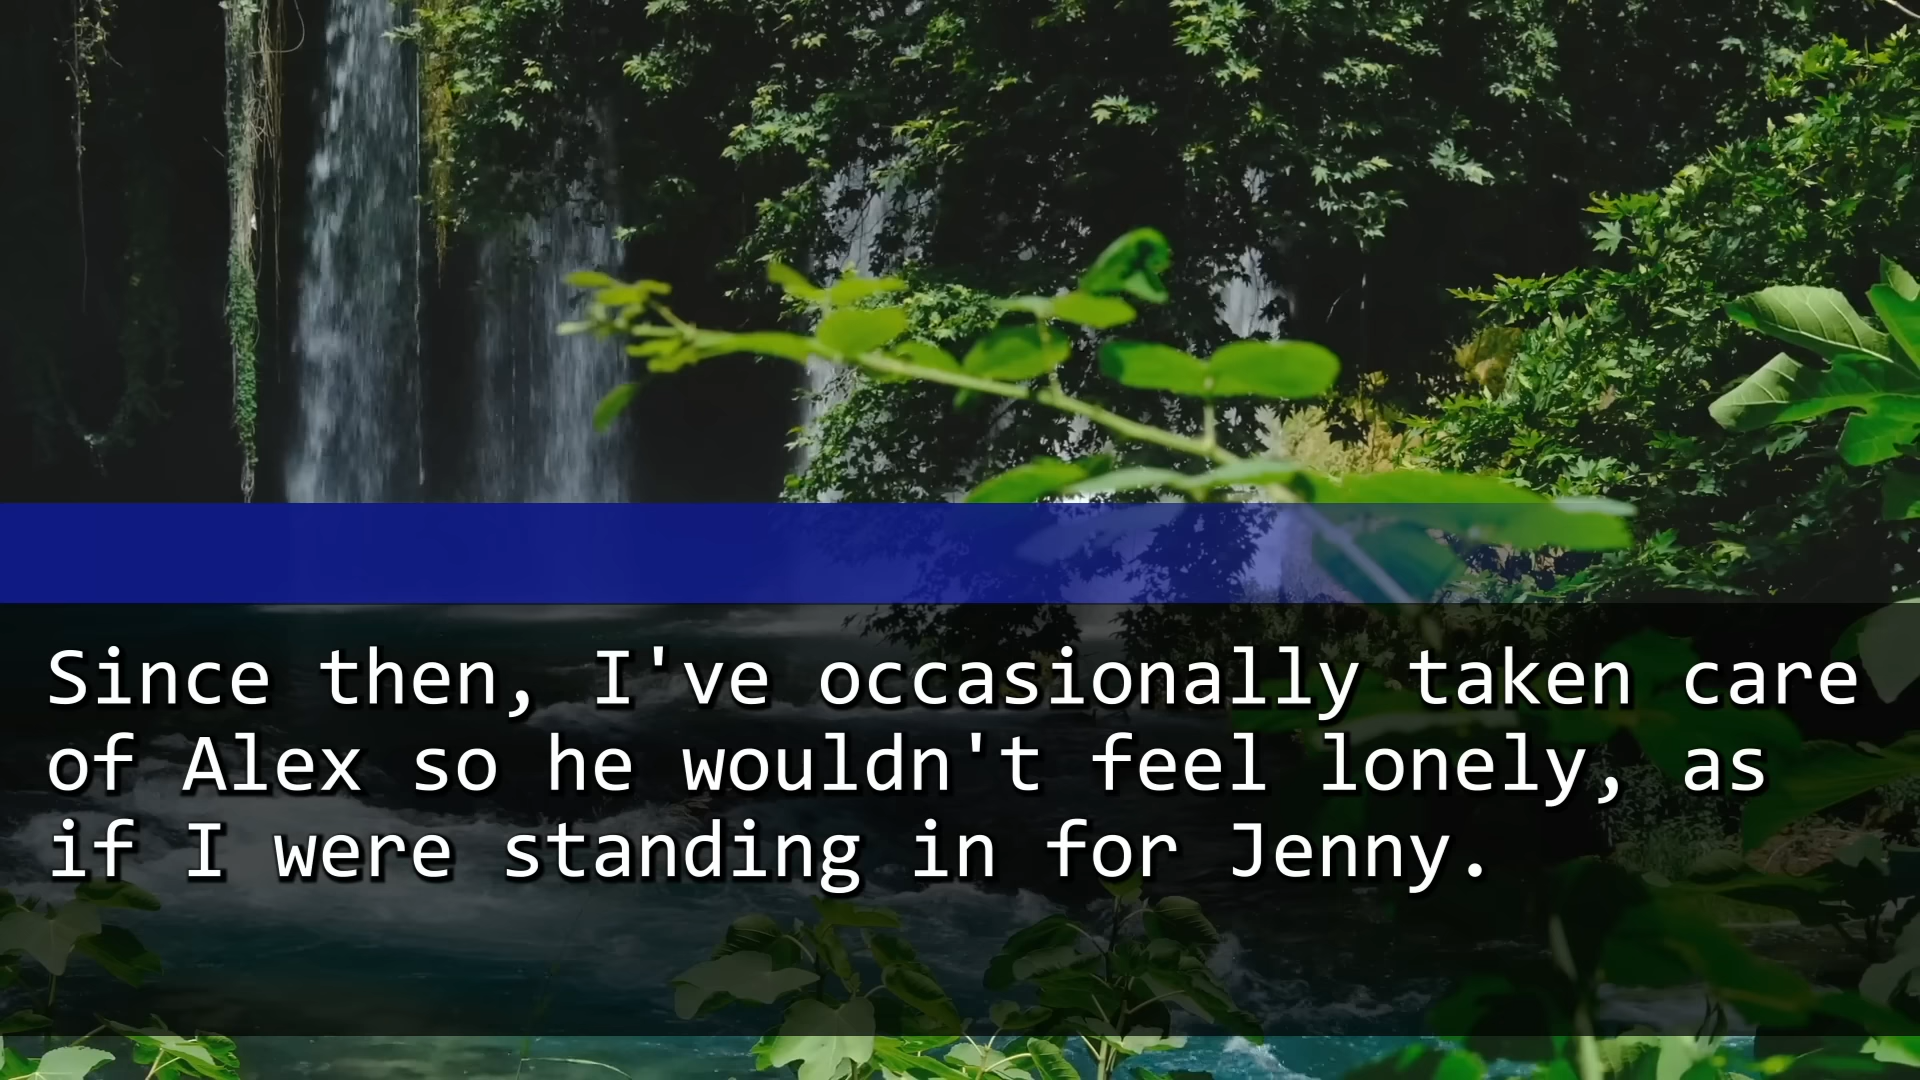 Since then, I've occasionally taken care
of Alex so he wouldn't feel lonely, as
if I were standing in for Jenny.